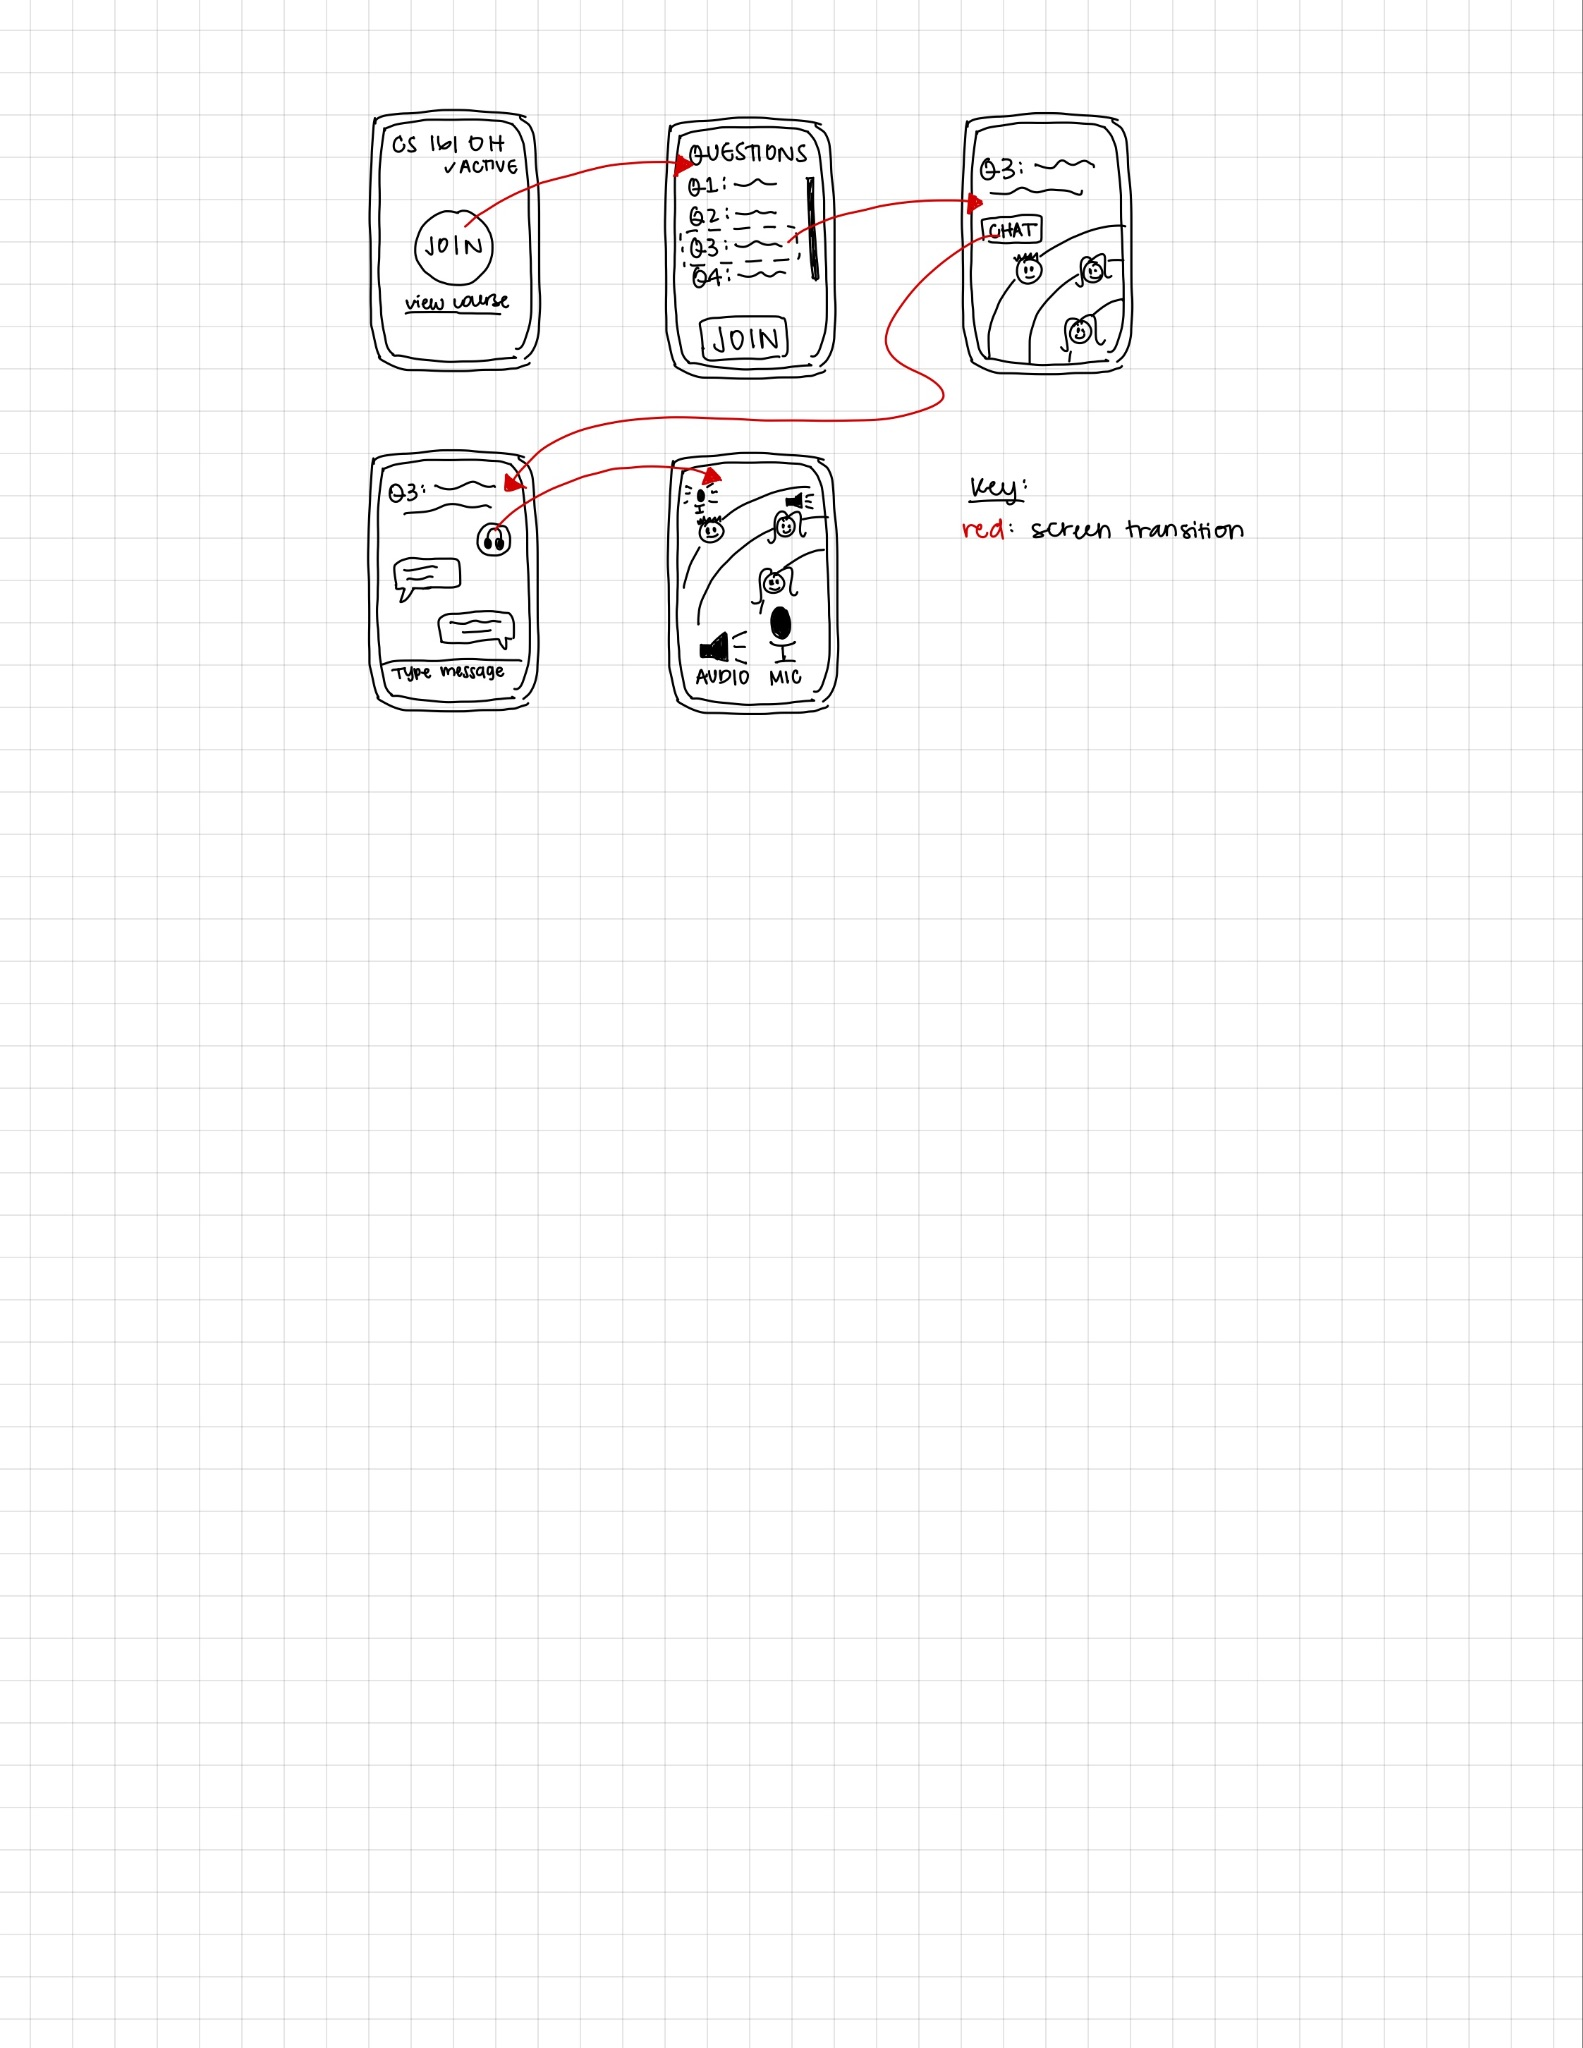 CS 161 OH
✓ACTIVE
JOIN
view course
QUESTIONS
Q1:
Q2:
Q3:
Q4:
JOIN
Q3:
CHAT
Q3:
Type message
AUDIO MIC
Key:
red: screen transition